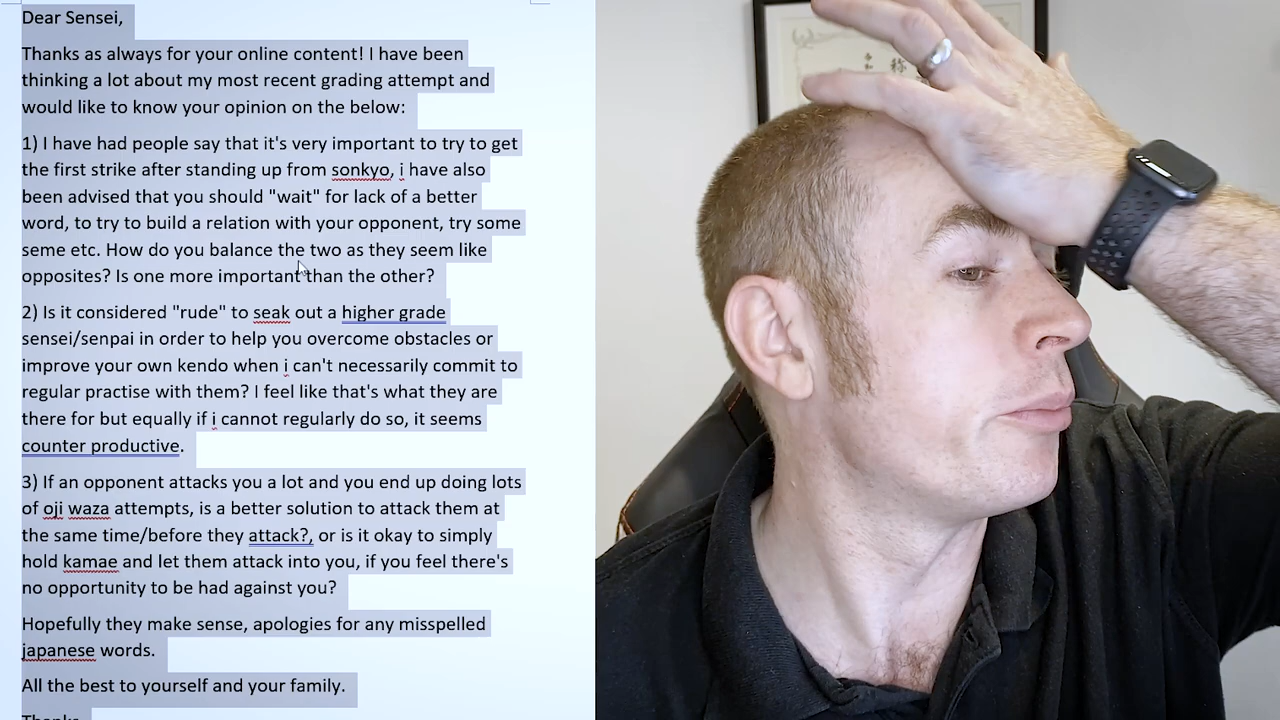 Dear Sensei,
Thanks as always for your online content! I have been
thinking a lot about my most recent grading attempt and
would like to know your opinion on the below:
1) I have had people say that it's very important to try to get
the first strike after standing up from sonkyo, i have also
been advised that you should "wait" for lack of a better
word, to try to build a relation with your opponent, try some
seme etc. How do you balance the two as they seem like
opposites? Is one more important than the other?
2) Is it considered "rude" to seak out a higher grade
sensei/senpai in order to help you overcome obstacles or
improve your own kendo when i can't necessarily commit to
regular practise with them? I feel like that's what they are
there for but equally if i cannot regularly do so, it seems
counter productive.
3) If an opponent attacks you a lot and you end up doing lots
of oji waza attempts, is a better solution to attack them at
the same time/before they attack?, or is it okay to simply
hold kamae and let them attack into you, if you feel there's
no opportunity to be had against you?
Hopefully they make sense, apologies for any misspelled
japanese words.
All the best to yourself and your family.
Thanks